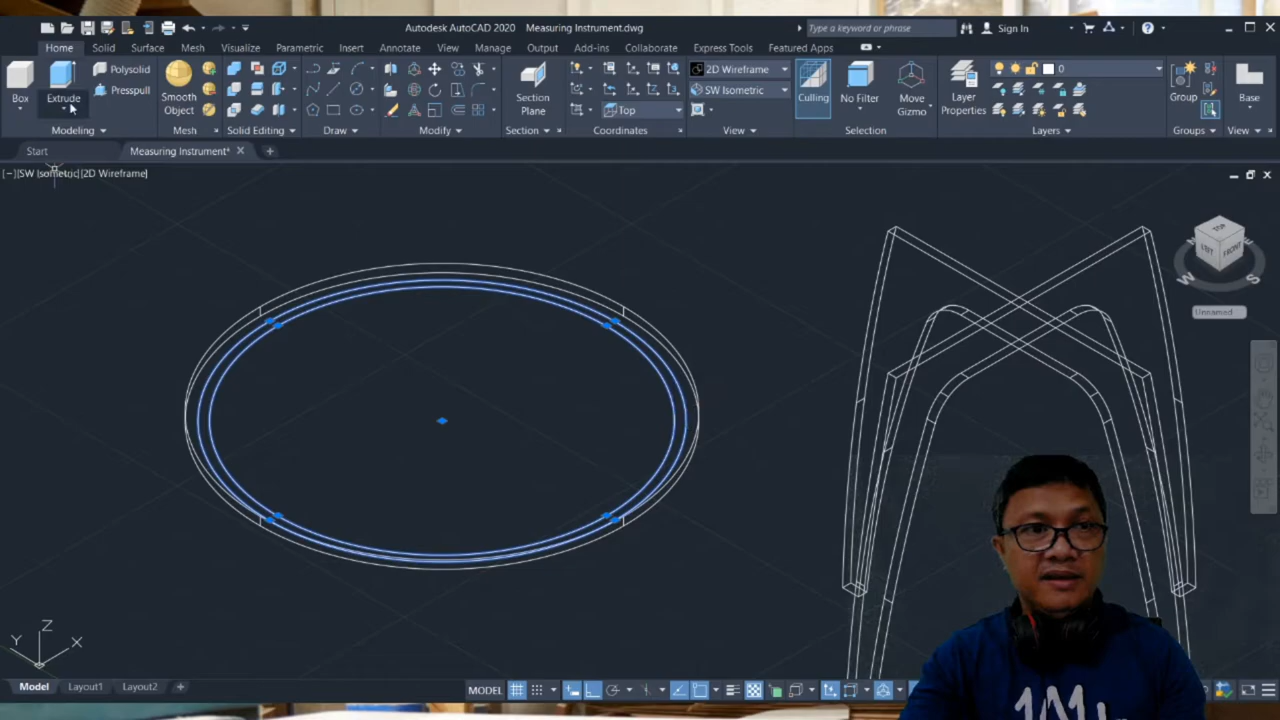 Autodesk AutoCAD 2020 Measuring Instrument.dwg
Type a keyword or phrase
Sign In
Home Solid Surface Mesh Visualize Parametric Insert Annotate View Manage Output Add-ins Collaborate Express Tools Featured Apps
Box
Extrude
Polysolid
Presspull
Smooth
Object
Section
Plane
Top
2D Wireframe
SW Isometric
Culling
No Filter
Move
Gizmo
Layer
Properties
0
Group
Base
Modeling Mesh Solid Editing Draw Modify Section Coordinates View Selection Layers Groups View
Start
Measuring Instrument*
[−][SW Isometric][2D Wireframe]
TOP
LEFT
FRONT
W
S
Unnamed
Z
Y
X
Model Layout1 Layout2
MODEL